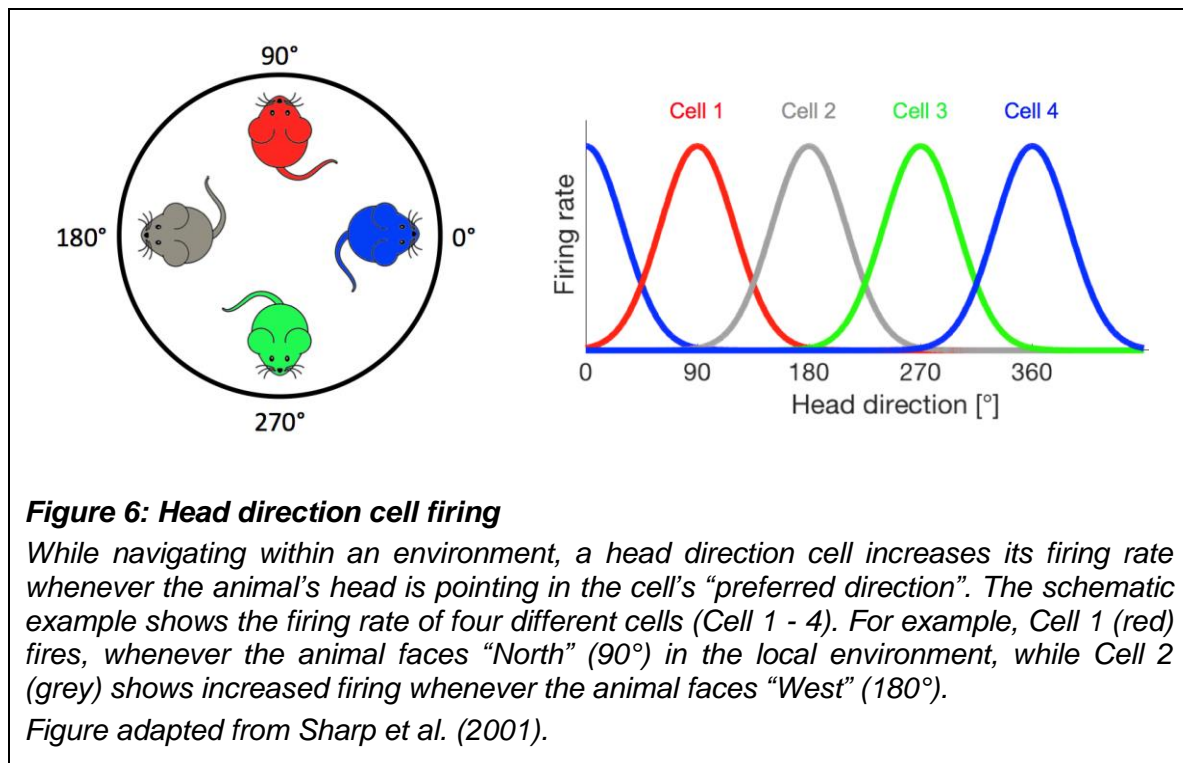 90°
180°
0°
270°
Cell 1 Cell 2 Cell 3 Cell 4
Firing rate
0 90 180 270 360
Head direction [°]
Figure 6: Head direction cell firing
While navigating within an environment, a head direction cell increases its firing rate
whenever the animal’s head is pointing in the cell’s “preferred direction”. The schematic
example shows the firing rate of four different cells (Cell 1 - 4). For example, Cell 1 (red)
fires, whenever the animal faces “North” (90°) in the local environment, while Cell 2
(grey) shows increased firing whenever the animal faces “West” (180°).
Figure adapted from Sharp et al. (2001).